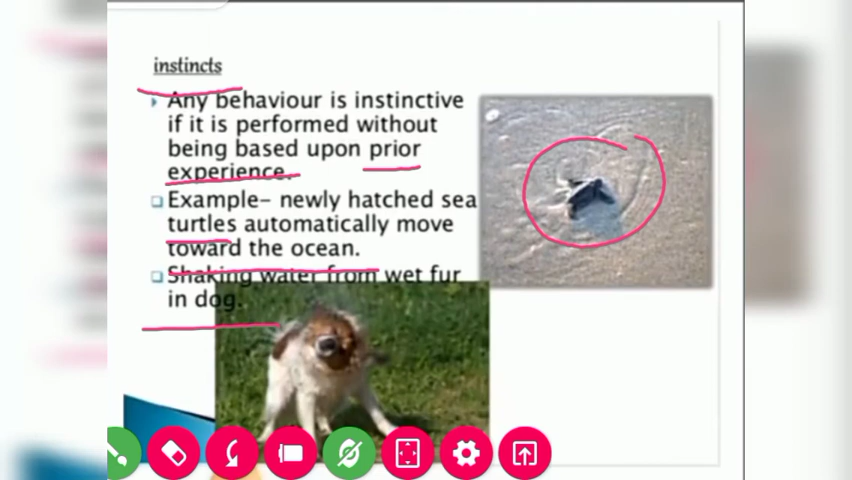 instincts
Any behaviour is instinctive
if it is performed without
being based upon prior
experience.
Example- newly hatched sea
turtles automatically move
toward the ocean.
Shaking water from wet fur
in dog.